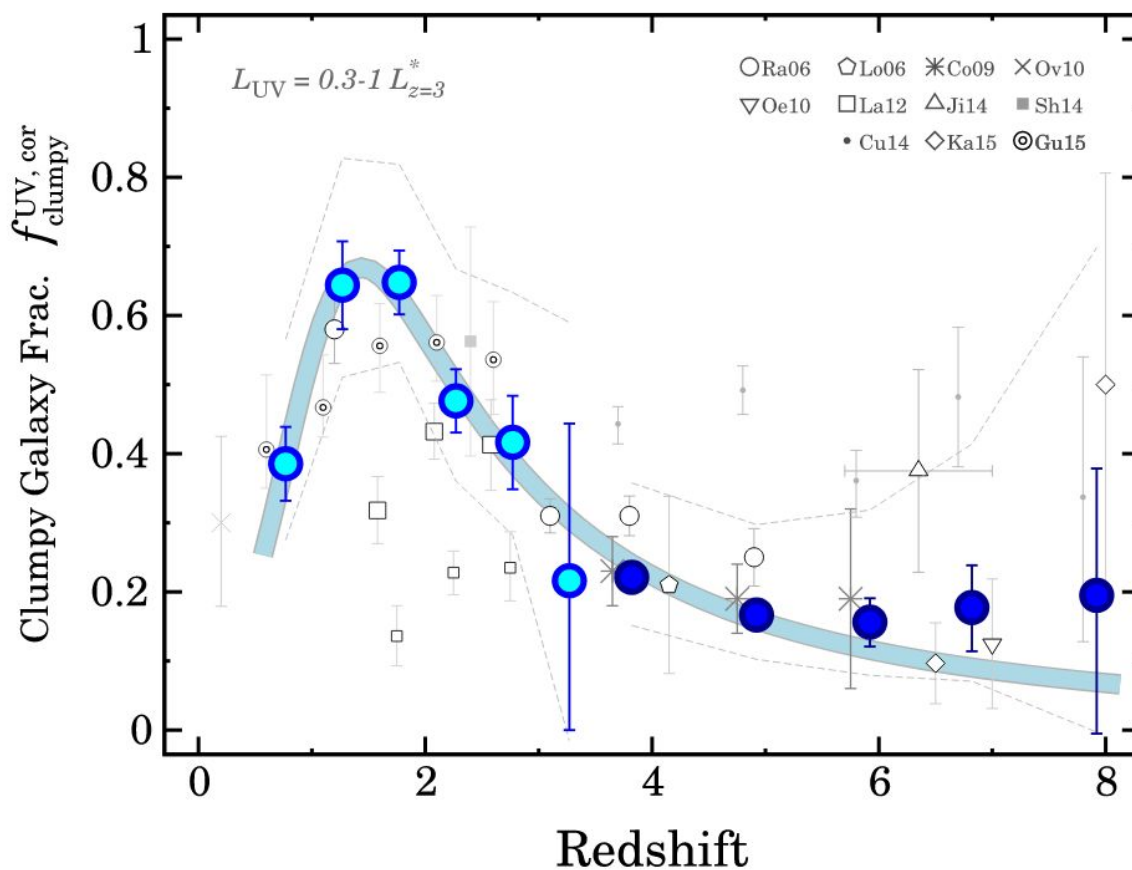 L_UV = 0.3-1 L*_z=3
Ra06 Lo06 Co09 Ov10
Oe10 La12 Ji14 Sh14
Cu14 Ka15 Gu15
Clumpy Galaxy Frac. f^UV, cor_clumpy
1
0.8
0.6
0.4
0.2
0
0 2 4 6 8
Redshift